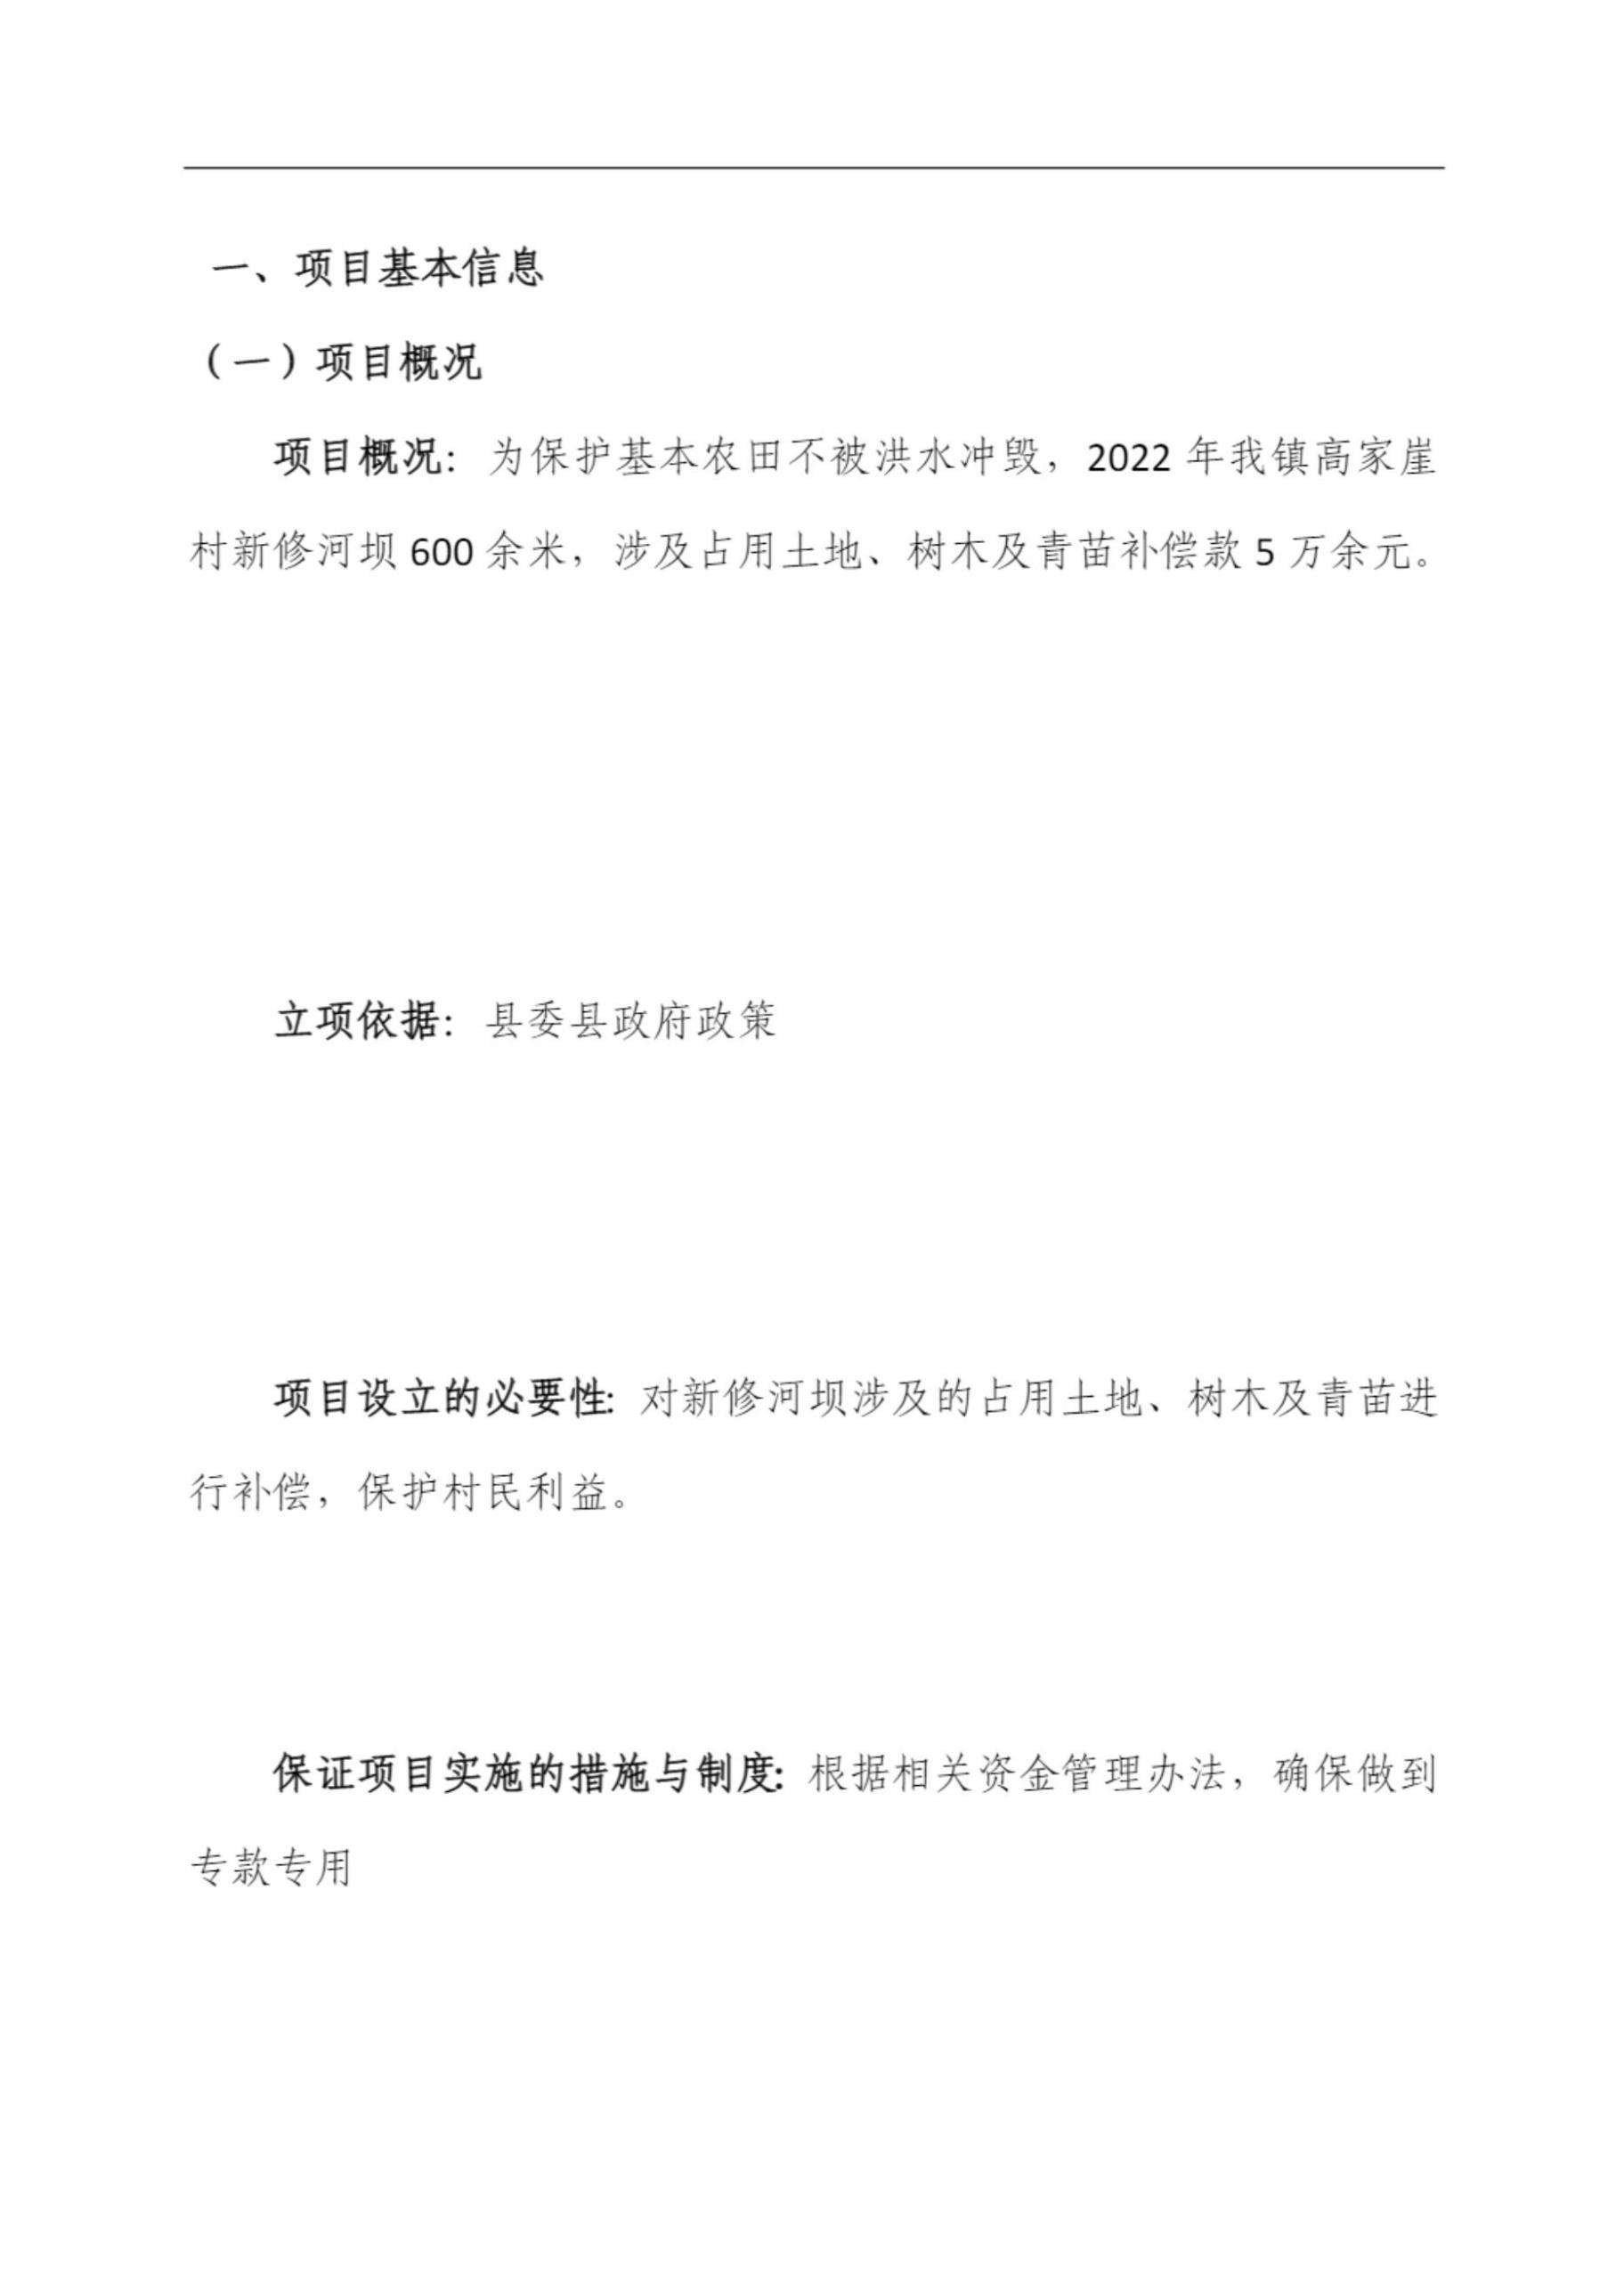 一、项目基本信息
（一）项目概况
项目概况：为保护基本农田不被洪水冲毁，2022 年我镇高家崖
村新修河坝 600 余米，涉及占用土地、树木及青苗补偿款 5 万余元。
立项依据：县委县政府政策
项目设立的必要性：对新修河坝涉及的占用土地、树木及青苗进
行补偿，保护村民利益。
保证项目实施的措施与制度：根据相关资金管理办法，确保做到
专款专用